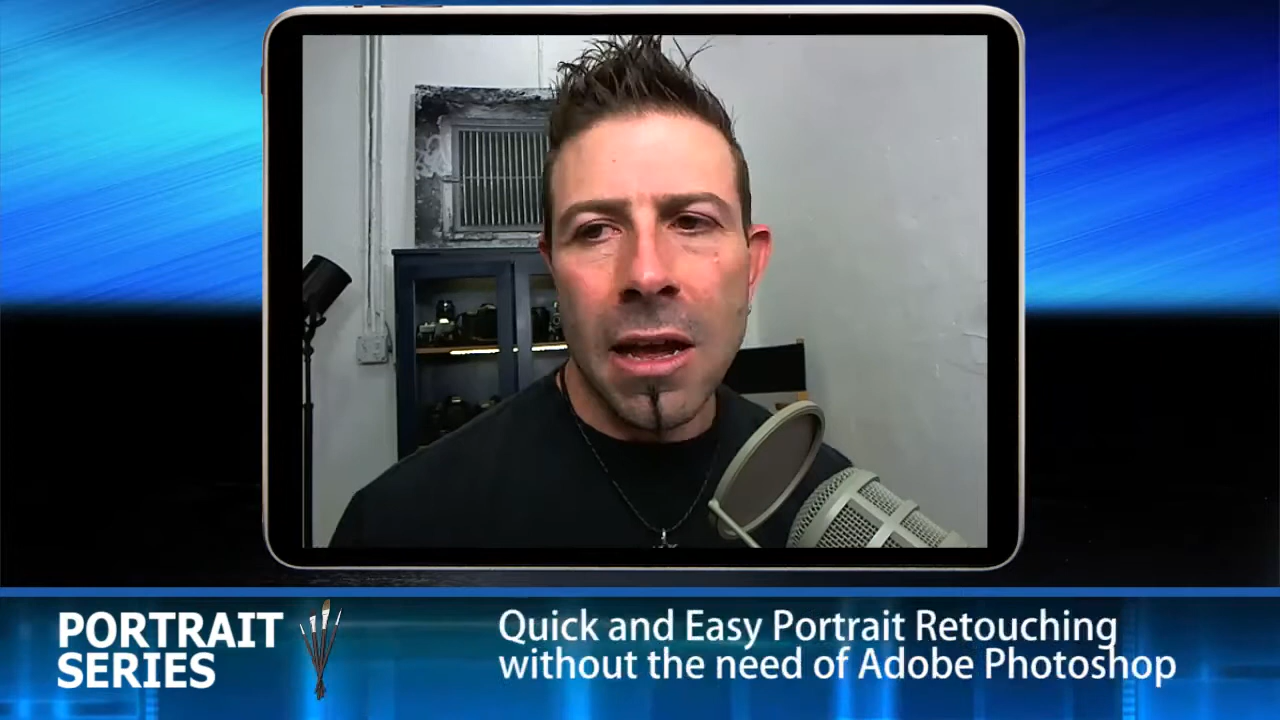 PORTRAIT
SERIES
Quick and Easy Portrait Retouching
without the need of Adobe Photoshop